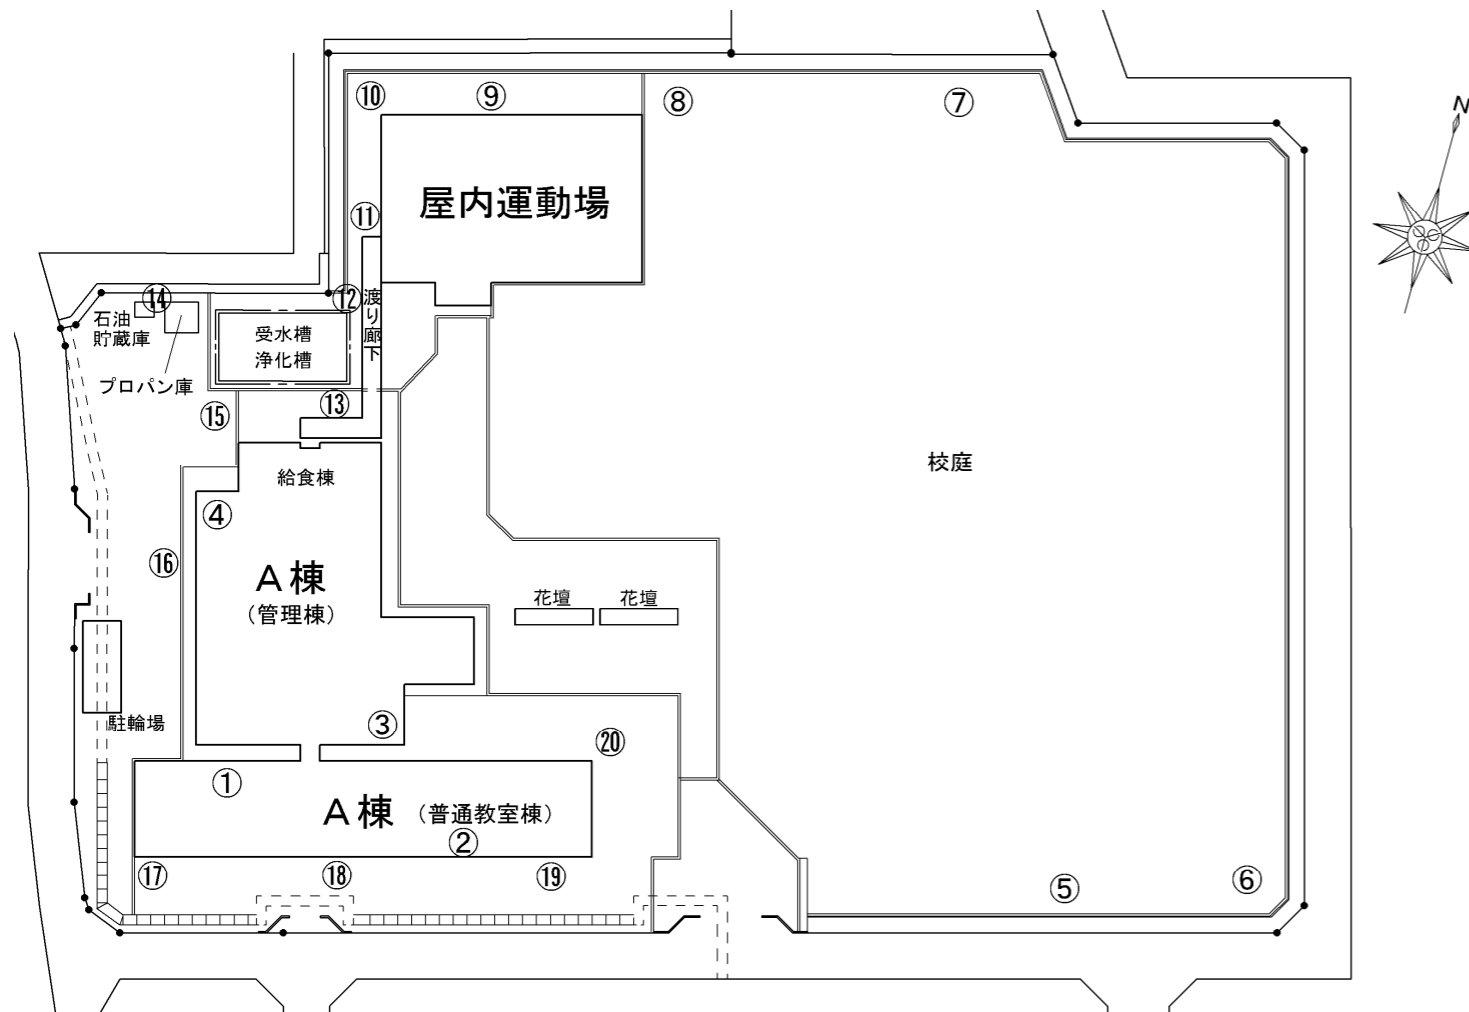 ⑩ ⑨ ⑧ ⑦
N
屋内運動場
⑪
⑭ ⑫
渡り廊下
石油
貯蔵庫
受水槽
浄化槽
プロパン庫
⑮ ⑬
校庭
給食棟
④
⑯
A棟
(管理棟)
花壇 花壇
駐輪場
③
⑳
①
A棟 (普通教室棟)
②
⑰ ⑱ ⑲ ⑤ ⑥